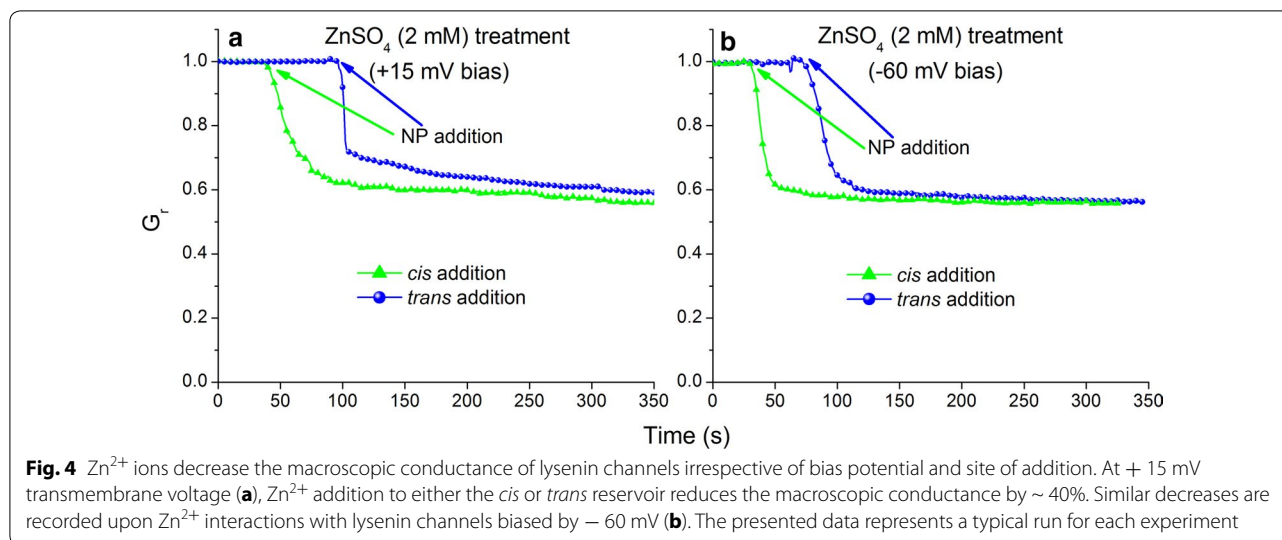 a
ZnSO₄ (2 mM) treatment
(+15 mV bias)
NP addition
cis addition
trans addition
1.0
0.8
0.6
0.4
0.2
0.0
0 50 100 150 200 250 300 350
b
ZnSO₄ (2 mM) treatment
(-60 mV bias)
NP addition
cis addition
trans addition
1.0
0.8
0.6
0.4
0.2
0.0
0 50 100 150 200 250 300 350
Gᵣ
Time (s)
Fig. 4 Zn²⁺ ions decrease the macroscopic conductance of lysenin channels irrespective of bias potential and site of addition. At + 15 mV
transmembrane voltage (a), Zn²⁺ addition to either the cis or trans reservoir reduces the macroscopic conductance by ~ 40%. Similar decreases are
recorded upon Zn²⁺ interactions with lysenin channels biased by − 60 mV (b). The presented data represents a typical run for each experiment